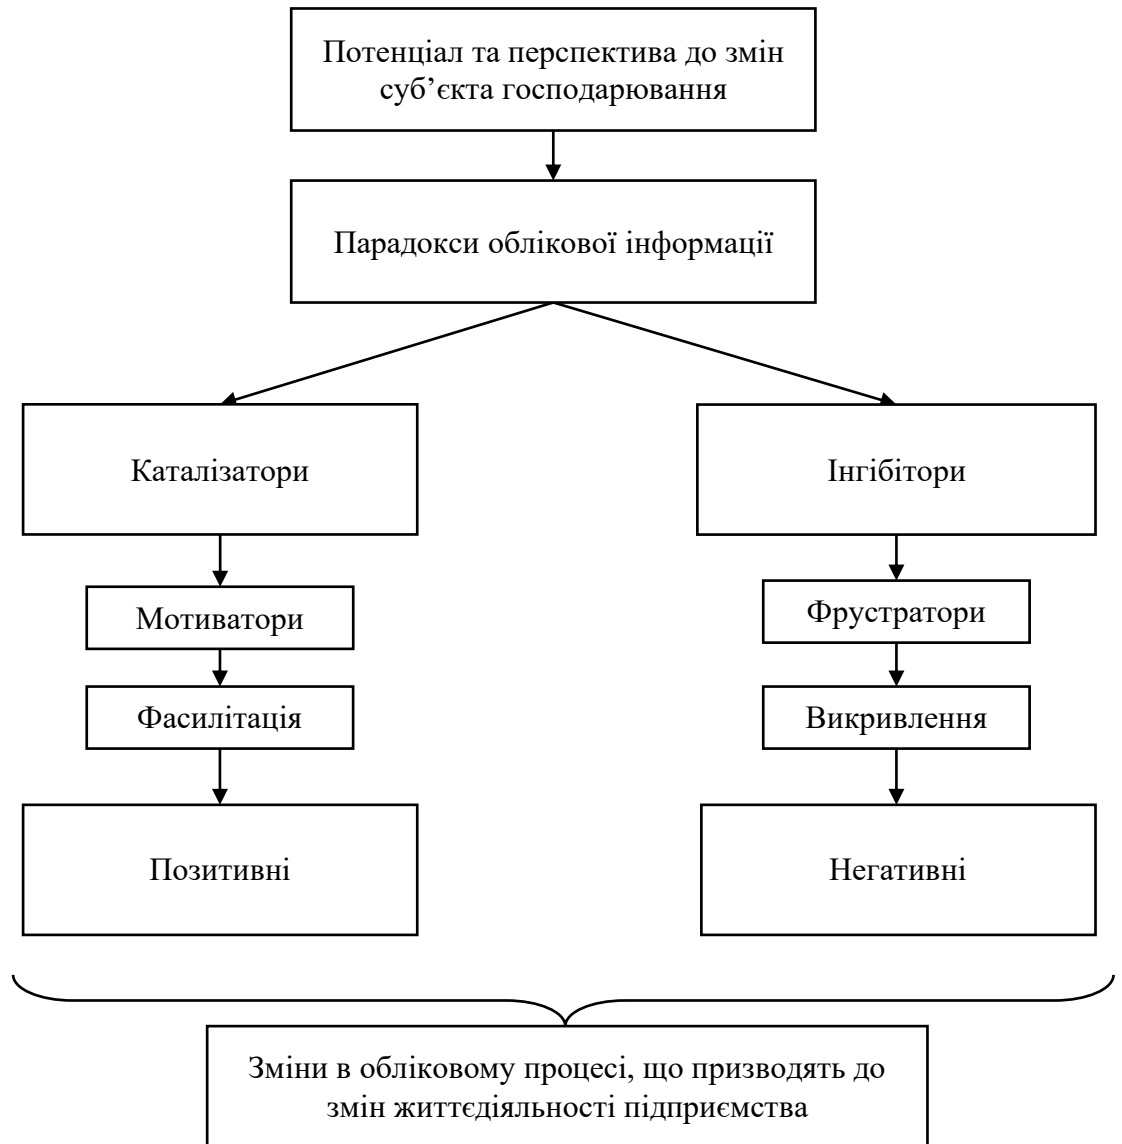 Потенціал та перспектива до змін
суб’єкта господарювання
Парадокси облікової інформації
Каталізатори
Інгібітори
Мотиватори
Фрустратори
Фасилітація
Викривлення
Позитивні
Негативні
Зміни в обліковому процесі, що призводять до
змін життєдіяльності підприємства